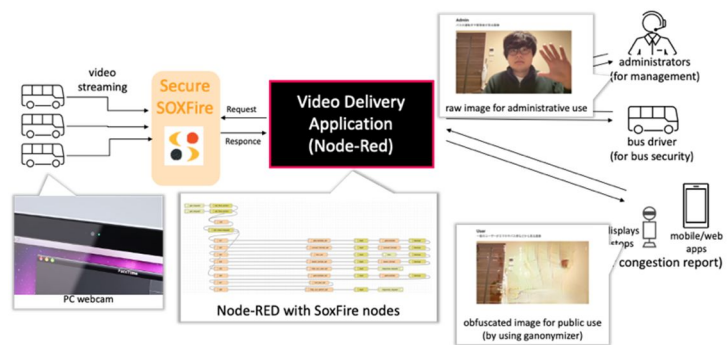 video
streaming
Secure
SOXFire
Request
Responce
Video Delivery
Application
(Node-Red)
Admin
raw image for administrative use
administrators
(for management)
bus driver
(for bus security)
PC webcam
FaceTime
Node-RED with SoxFire nodes
User
obfuscated image for public use
(by using ganonymizer)
displays
stops
mobile/web
apps
congestion report)